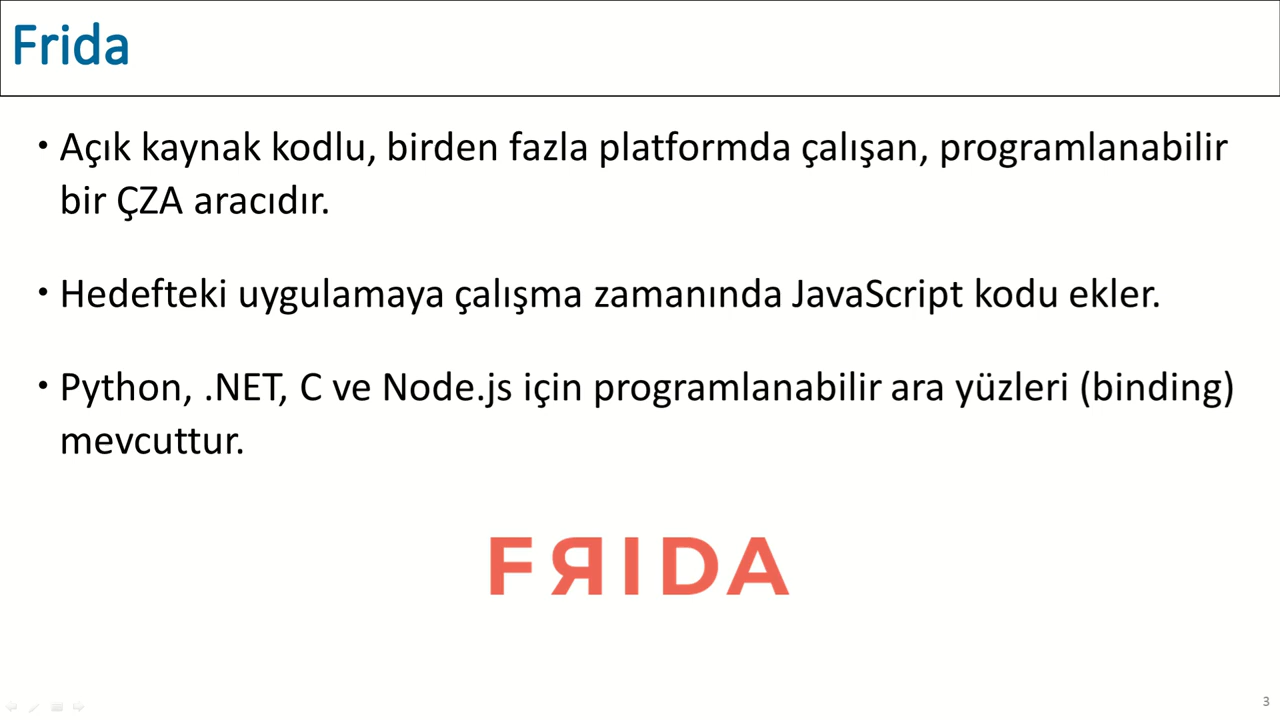 Frida
• Açık kaynak kodlu, birden fazla platformda çalışan, programlanabilir
bir ÇZA aracıdır.
• Hedefteki uygulamaya çalışma zamanında JavaScript kodu ekler.
• Python, .NET, C ve Node.js için programlanabilir ara yüzleri (binding)
mevcuttur.
FЯIDA
3